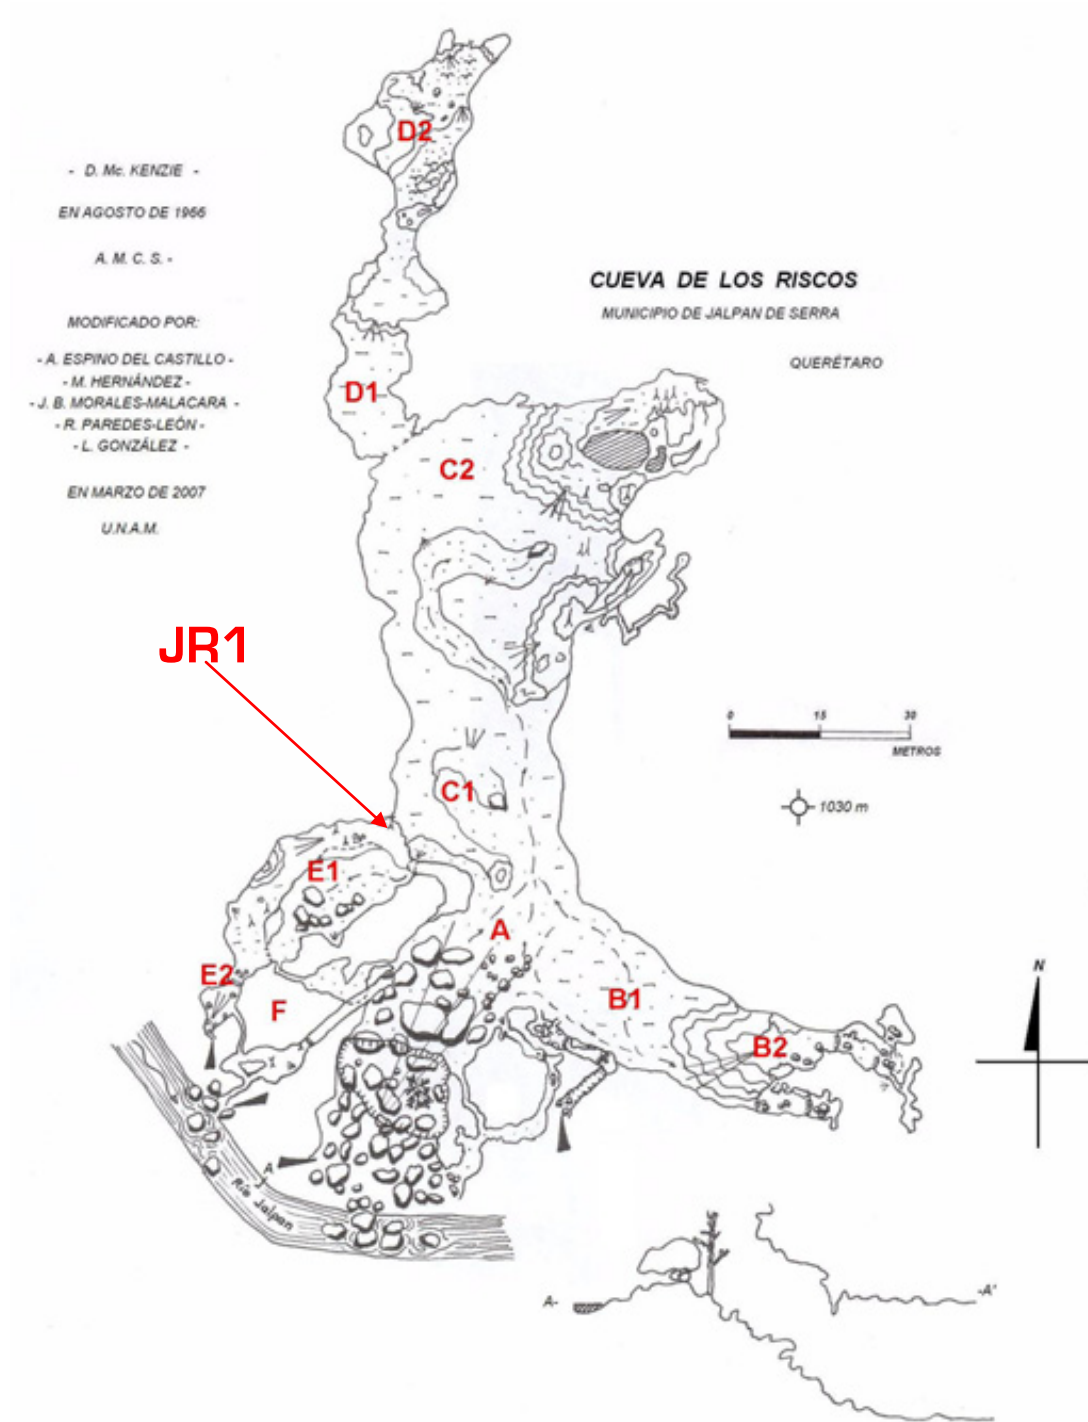 - D. Mc. KENZIE -
EN AGOSTO DE 1966
A. M. C. S. -
MODIFICADO POR:
- A. ESPINO DEL CASTILLO -
- M. HERNÁNDEZ -
- J. B. MORALES-MALACARA -
- R. PAREDES-LEÓN -
- L. GONZÁLEZ -
EN MARZO DE 2007
U.N.A.M.
CUEVA DE LOS RISCOS
MUNICIPIO DE JALPAN DE SERRA
QUERÉTARO
D2
D1
C2
JR1
0 15 30
METROS
1030 m
C1
E1
A
E2
F
B1
B2
N
A
Río Jalpan
A-
-A'